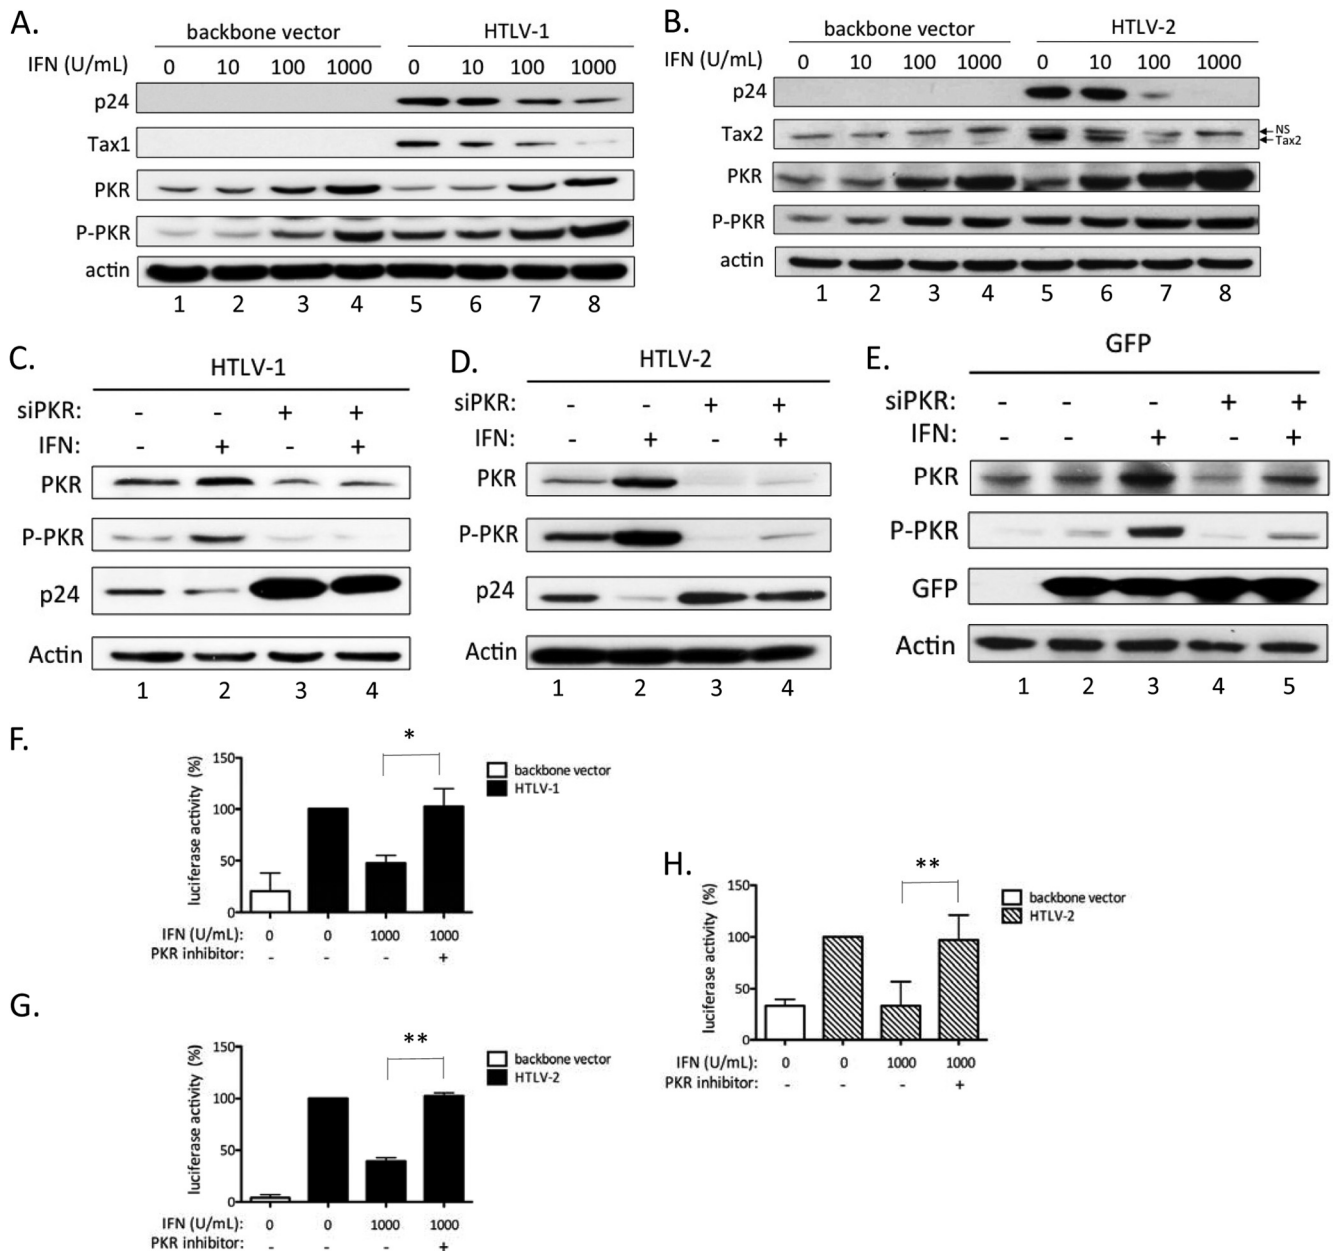 A.
backbone vector HTLV-1
IFN (U/mL) 0 10 100 1000 0 10 100 1000
p24
Tax1
PKR
P-PKR
actin
1 2 3 4 5 6 7 8
B.
backbone vector HTLV-2
IFN (U/mL) 0 10 100 1000 0 10 100 1000
p24
Tax2 NS
Tax2
PKR
P-PKR
actin
1 2 3 4 5 6 7 8
C.
HTLV-1
siPKR: - - + +
IFN: - + - +
PKR
P-PKR
p24
Actin
1 2 3 4
D.
HTLV-2
siPKR: - - + +
IFN: - + - +
PKR
P-PKR
p24
Actin
1 2 3 4
E.
GFP
siPKR: - - - + +
IFN: - - + - +
PKR
P-PKR
GFP
Actin
1 2 3 4 5
F.
*
luciferase activity (%)
150
100
50
0
backbone vector
HTLV-1
IFN (U/mL): 0 0 1000 1000
PKR inhibitor: - - - +
G.
**
luciferase activity (%)
150
100
50
0
backbone vector
HTLV-2
IFN (U/mL): 0 0 1000 1000
PKR inhibitor: - - - +
H.
**
luciferase activity (%)
150
100
50
0
backbone vector
HTLV-2
IFN (U/mL): 0 0 1000 1000
PKR inhibitor: - - - +